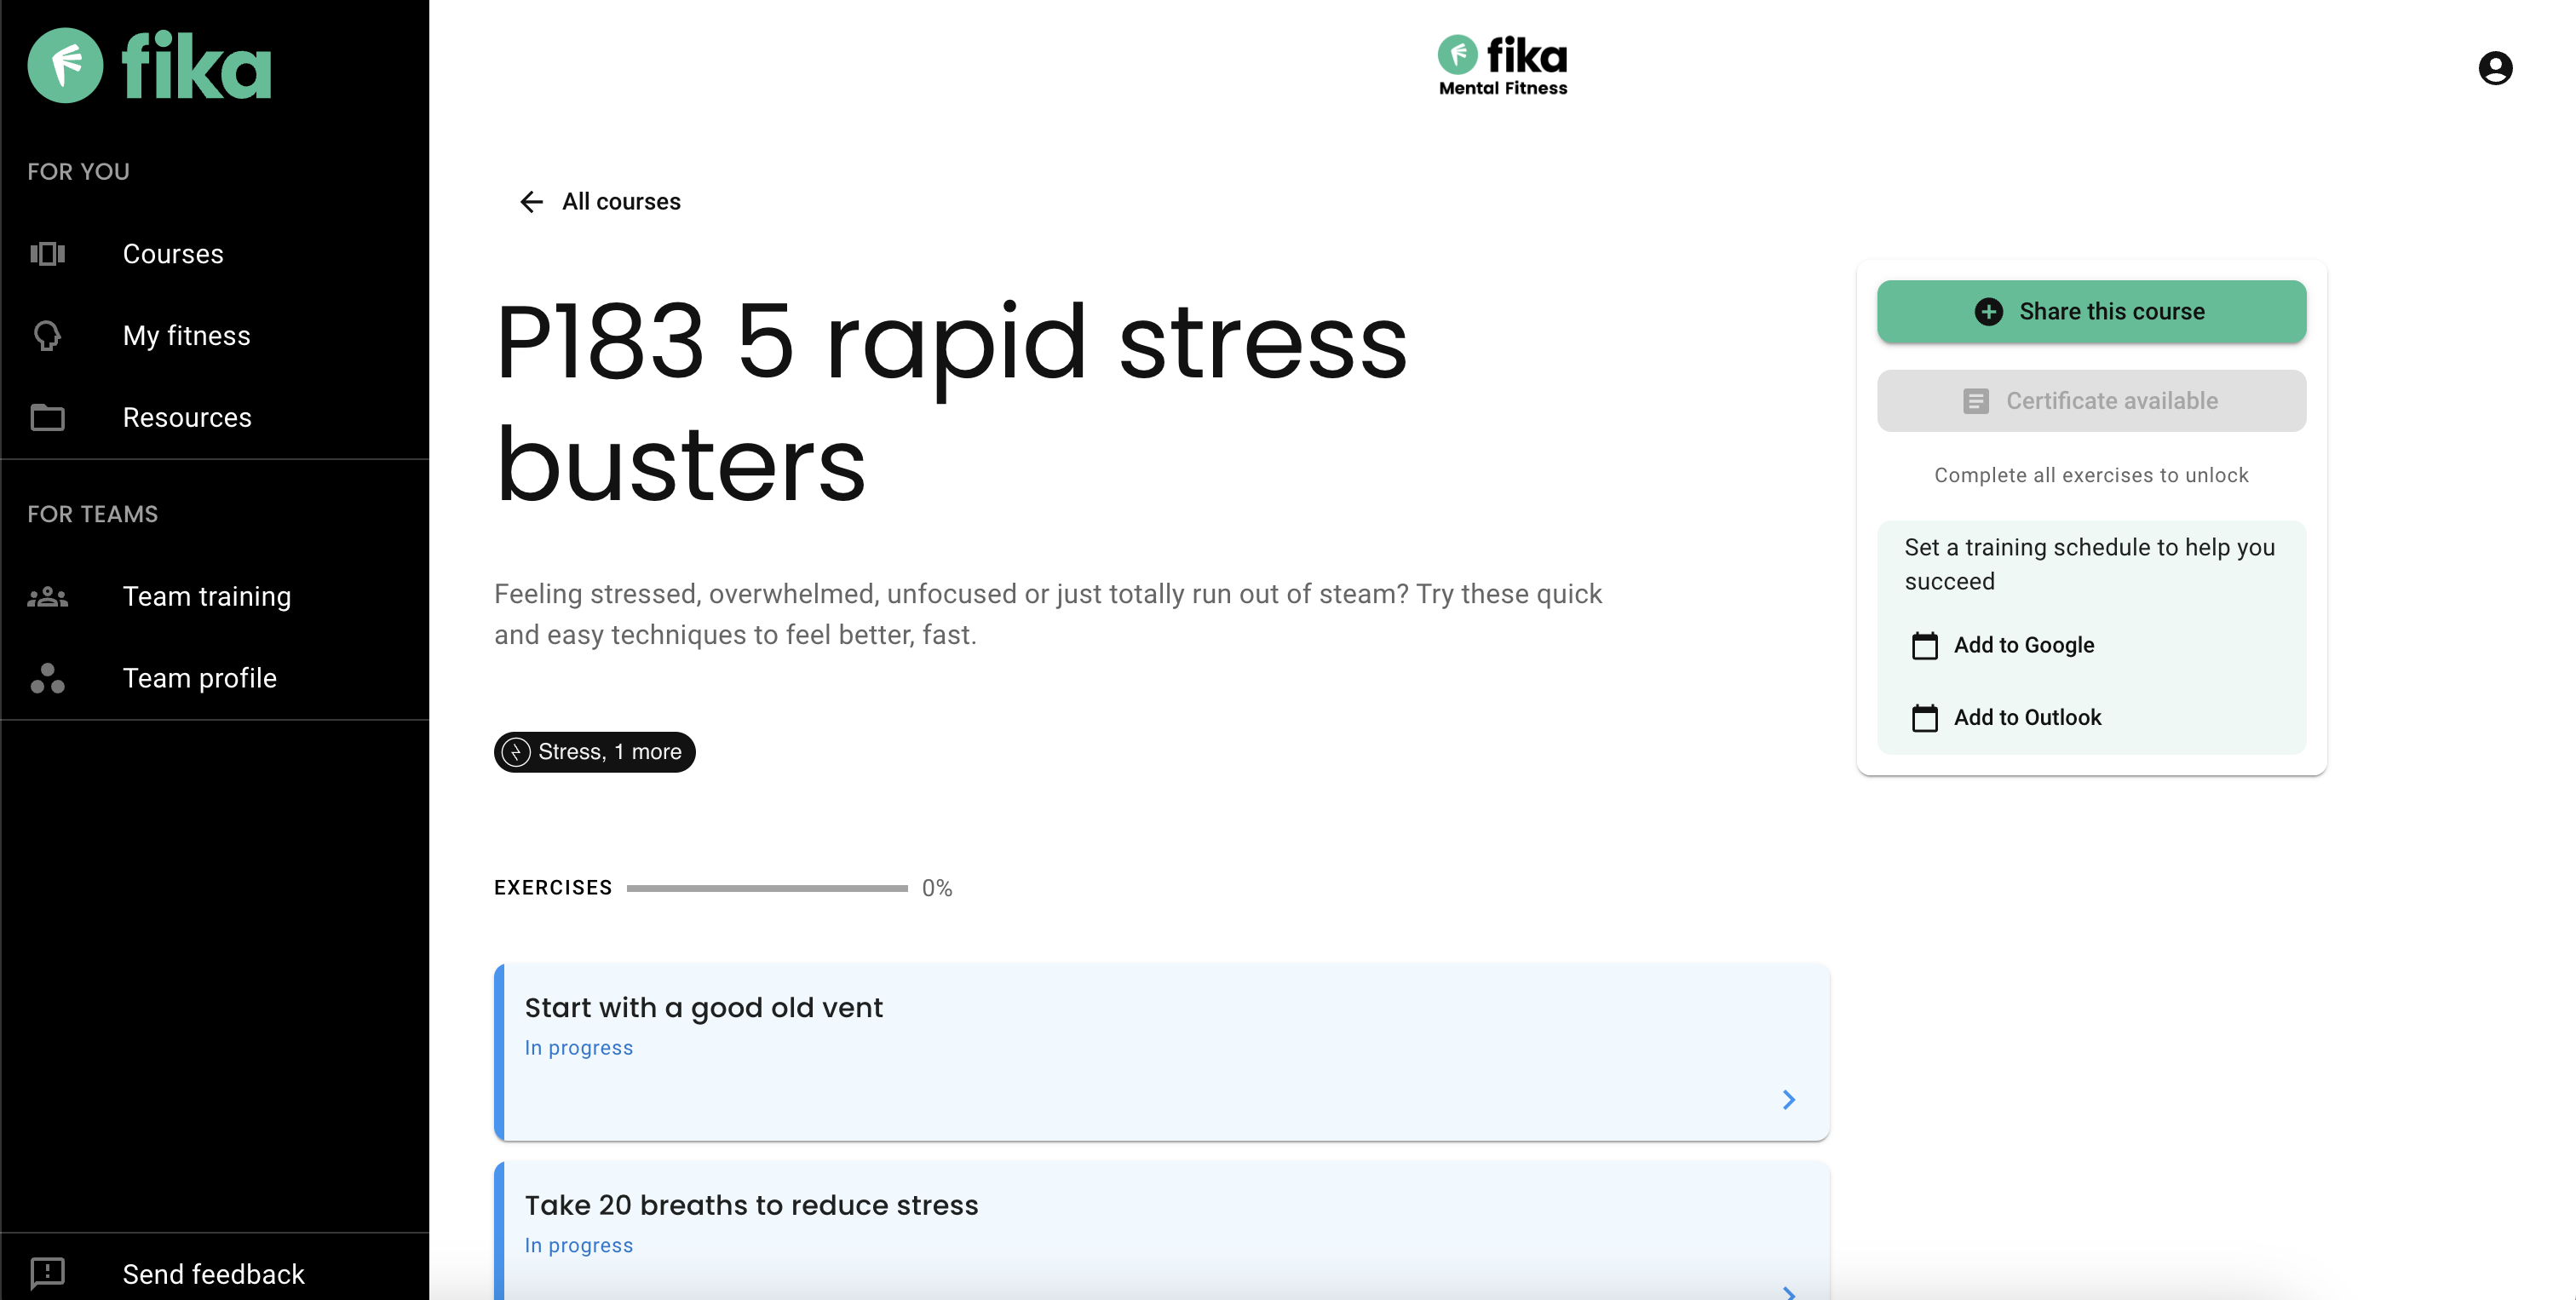 fika
FOR YOU
Courses
My fitness
Resources
FOR TEAMS
Team training
Team profile
Send feedback
fika
Mental Fitness
All courses
P183 5 rapid stress
busters
Feeling stressed, overwhelmed, unfocused or just totally run out of steam? Try these quick
and easy techniques to feel better, fast.
Stress, 1 more
EXERCISES 0%
Start with a good old vent
In progress
Take 20 breaths to reduce stress
In progress
Share this course
Certificate available
Complete all exercises to unlock
Set a training schedule to help you
succeed
Add to Google
Add to Outlook